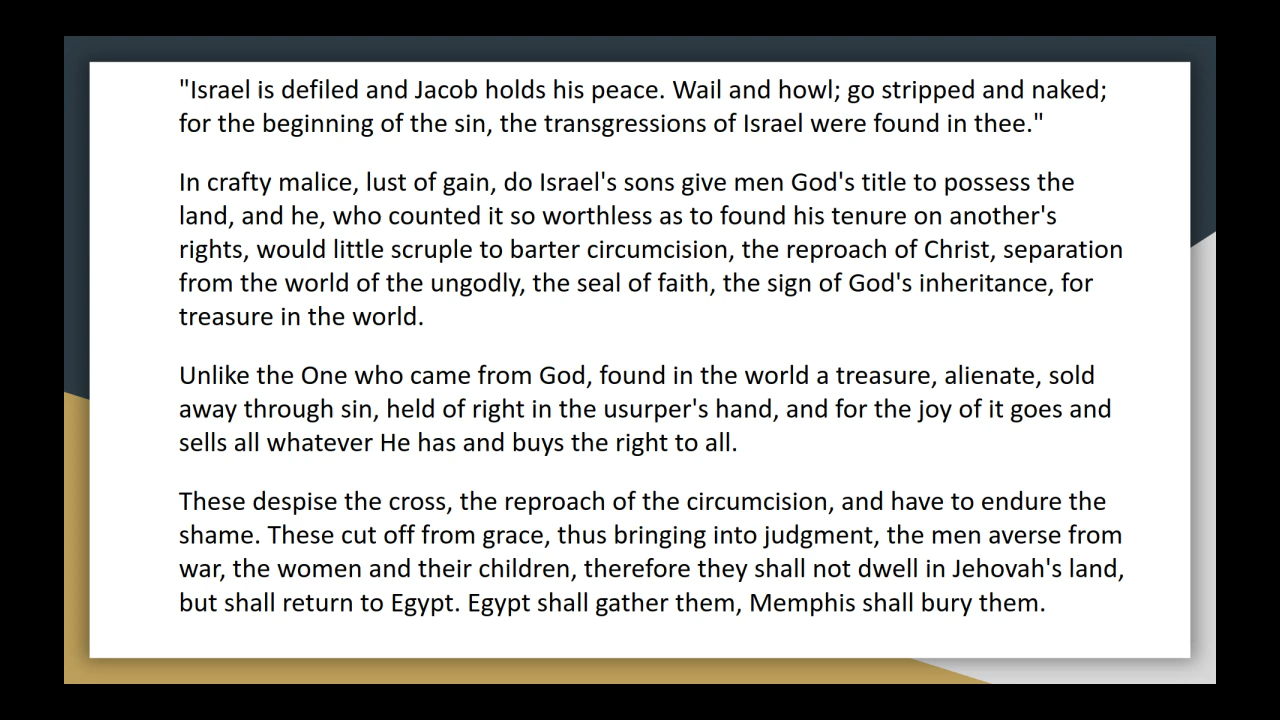 "Israel is defiled and Jacob holds his peace. Wail and howl; go stripped and naked;
for the beginning of the sin, the transgressions of Israel were found in thee."
In crafty malice, lust of gain, do Israel's sons give men God's title to possess the
land, and he, who counted it so worthless as to found his tenure on another's
rights, would little scruple to barter circumcision, the reproach of Christ, separation
from the world of the ungodly, the seal of faith, the sign of God's inheritance, for
treasure in the world.
Unlike the One who came from God, found in the world a treasure, alienate, sold
away through sin, held of right in the usurper's hand, and for the joy of it goes and
sells all whatever He has and buys the right to all.
These despise the cross, the reproach of the circumcision, and have to endure the
shame. These cut off from grace, thus bringing into judgment, the men averse from
war, the women and their children, therefore they shall not dwell in Jehovah's land,
but shall return to Egypt. Egypt shall gather them, Memphis shall bury them.